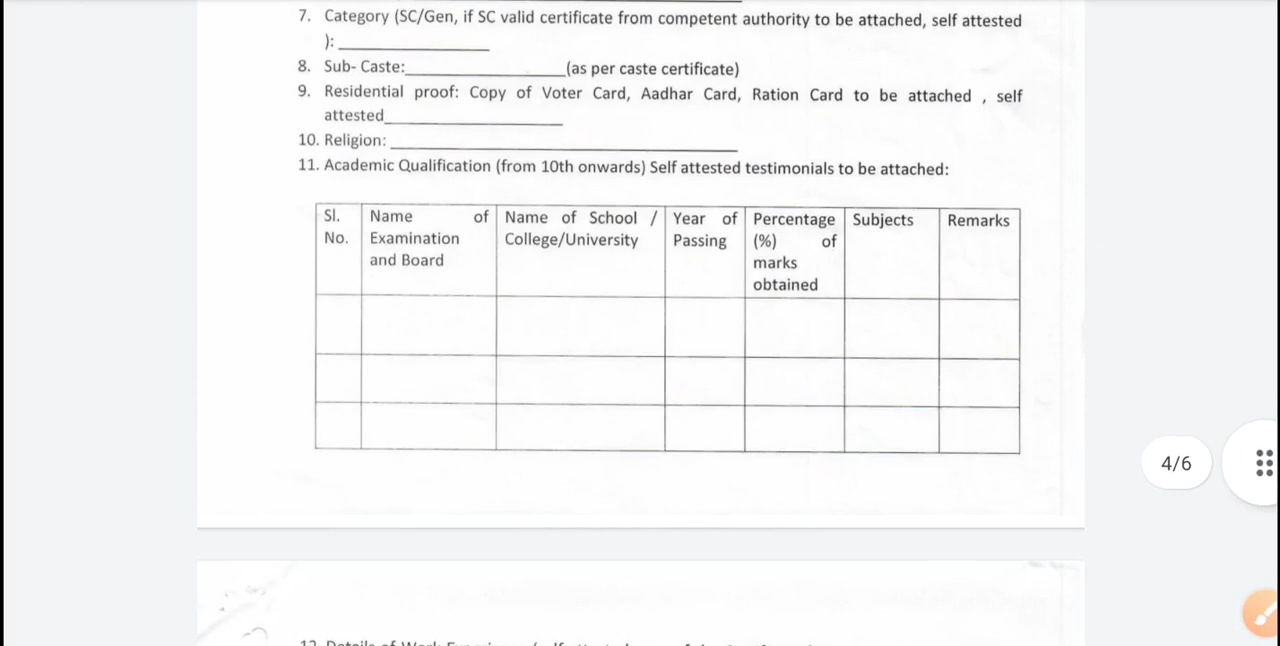 7. Category (SC/Gen, if SC valid certificate from competent authority to be attached, self attested
):
8. Sub- Caste: (as per caste certificate)
9. Residential proof: Copy of Voter Card, Aadhar Card, Ration Card to be attached , self
attested
10. Religion:
11. Academic Qualification (from 10th onwards) Self attested testimonials to be attached:
Sl. No.
Name of Examination and Board
Name of School / College/University
Year of Passing
Percentage (%) of marks obtained
Subjects
Remarks
4/6